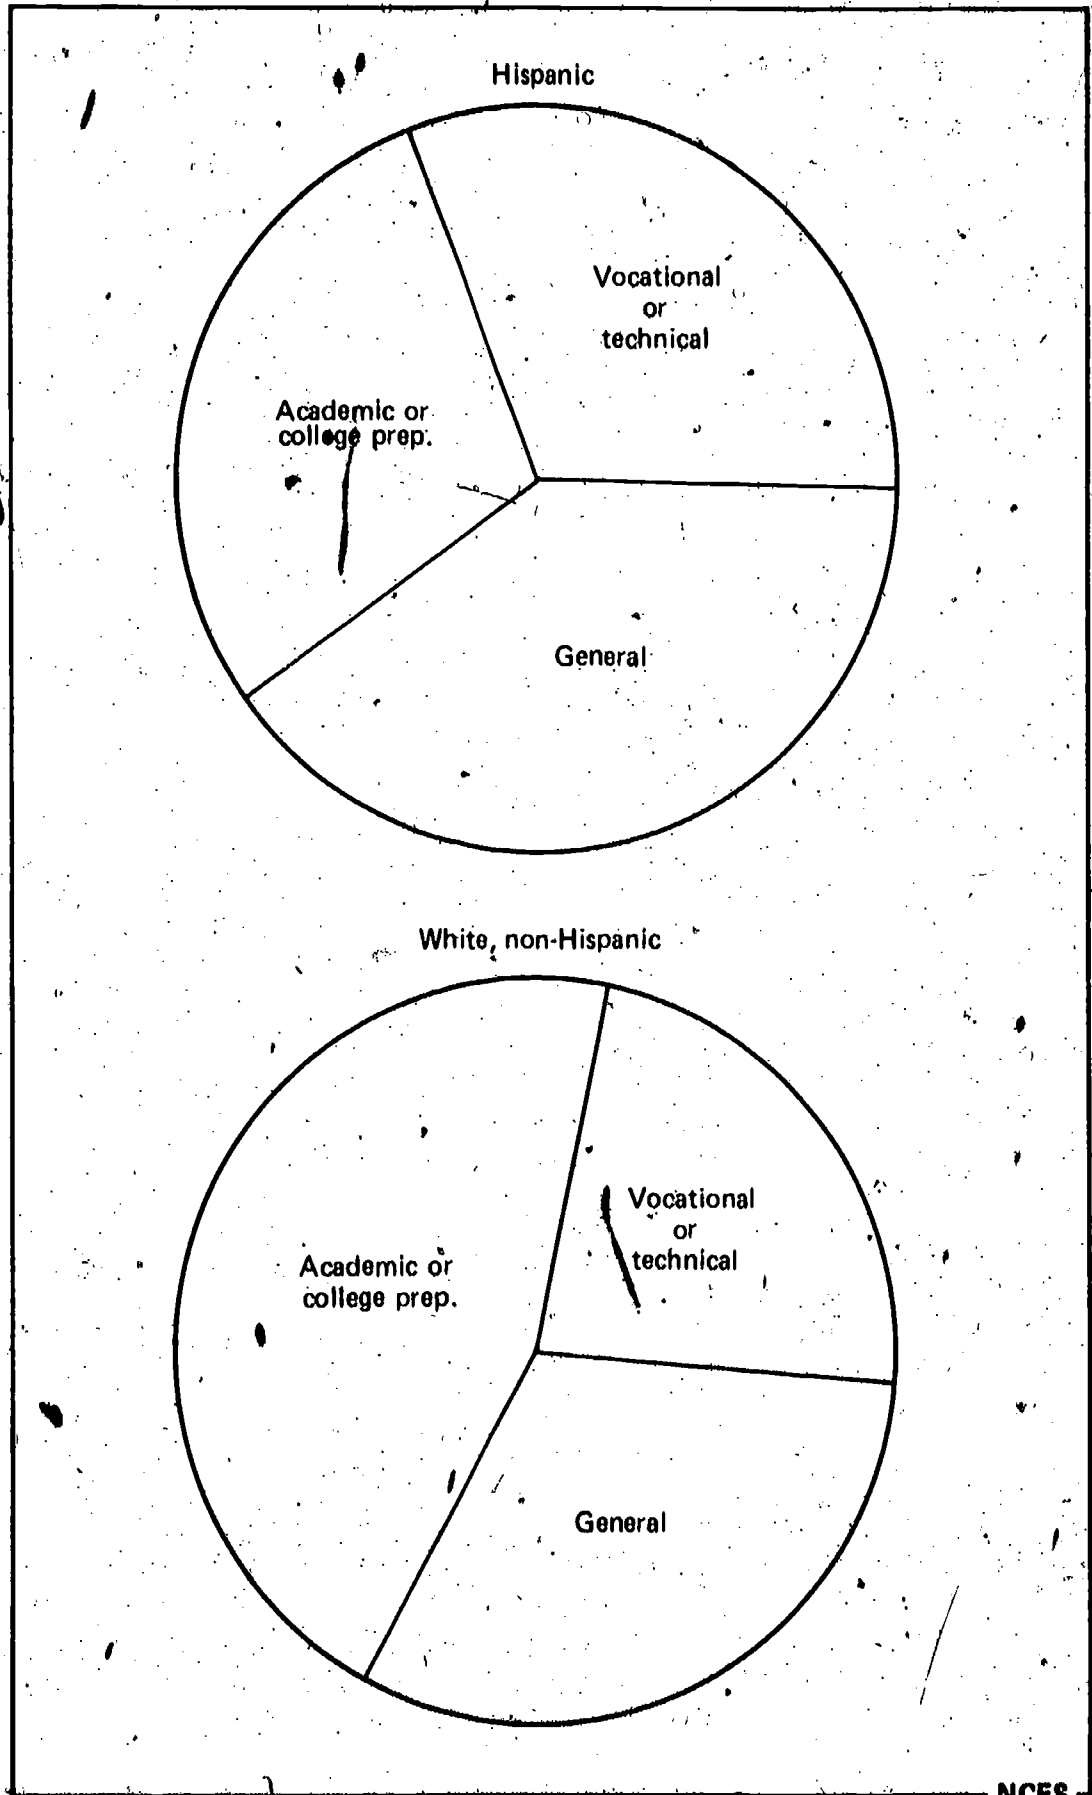 Hispanic
Vocational
or
technical
Academic or
college prep.
General
White, non-Hispanic
Vocational
or
technical
Academic or
college prep.
General
NCES